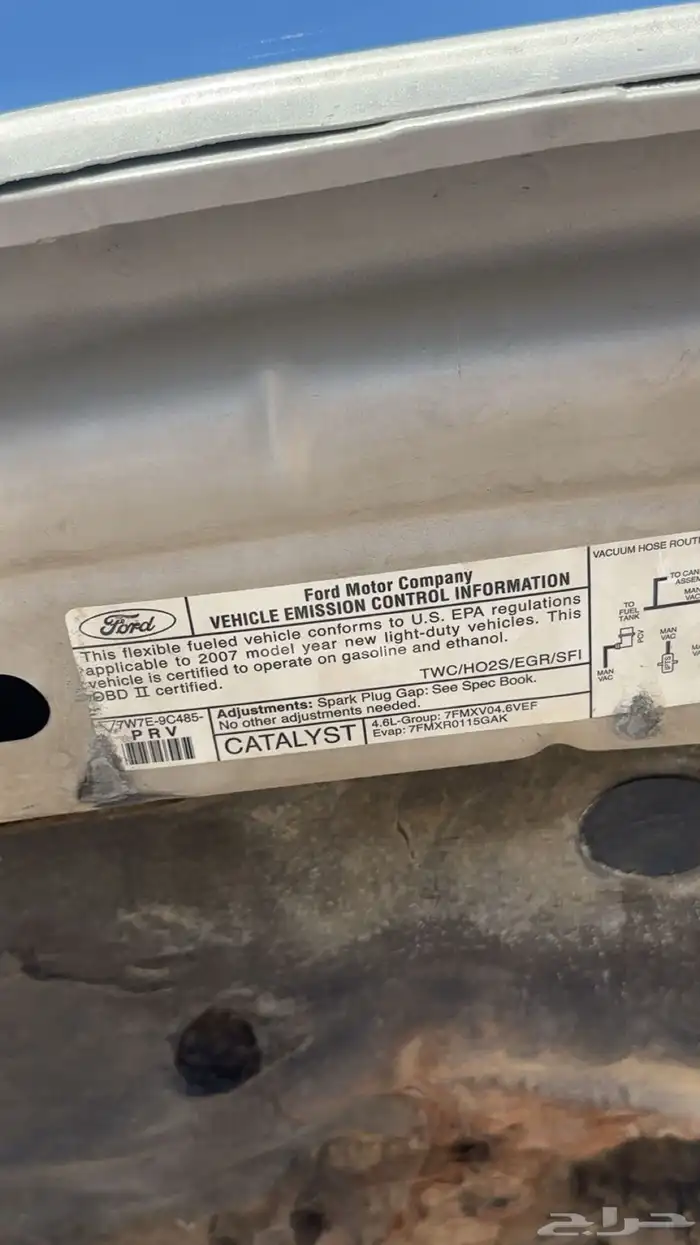 Ford
Ford Motor Company
VEHICLE EMISSION CONTROL INFORMATION
This flexible fueled vehicle conforms to U.S. EPA regulations
applicable to 2007 model year new light-duty vehicles. This
vehicle is certified to operate on gasoline and ethanol.
OBD II certified.
TWC/HO2S/EGR/SFI
7W7E-9C485-
PRV
Adjustments: Spark Plug Gap: See Spec Book.
No other adjustments needed.
CATALYST
4.6L-Group: 7FMXV04.6VEF
Evap: 7FMXR0115GAK
VACUUM HOSE
TO FUEL
TANK
PCV
MAN
VAC
MAN
VAC
حراج